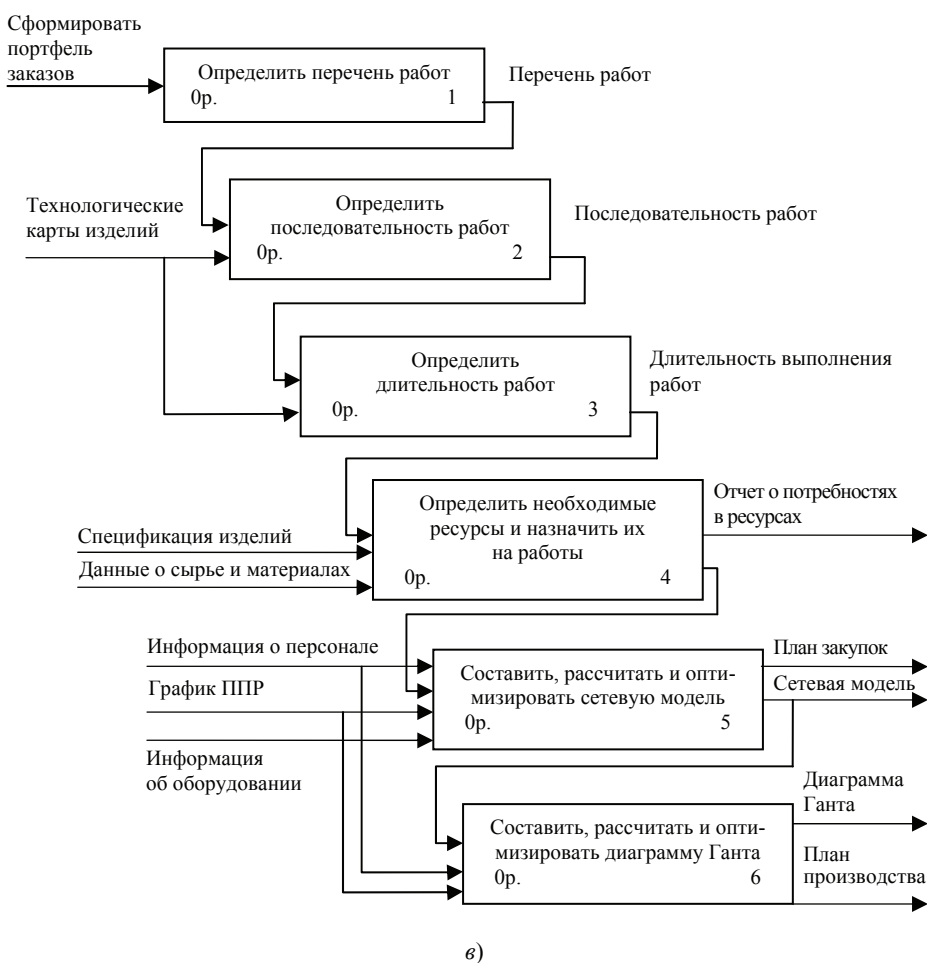 Сформировать
портфель
заказов
Определить перечень работ
0р. 1
Перечень работ
Технологические
карты изделий
Определить
последовательность работ
0р. 2
Последовательность работ
Определить
длительность работ
0р. 3
Длительность выполнения
работ
Определить необходимые
ресурсы и назначить их
на работы
0р. 4
Отчет о потребностях
в ресурсах
Спецификация изделий
Данные о сырье и материалах
Информация о персонале
График ППР
Информация
об оборудовании
Составить, рассчитать и опти-
мизировать сетевую модель
0р. 5
План закупок
Сетевая модель
Составить, рассчитать и опти-
мизировать диаграмму Ганта
0р. 6
Диаграмма
Ганта
План
производства
в)